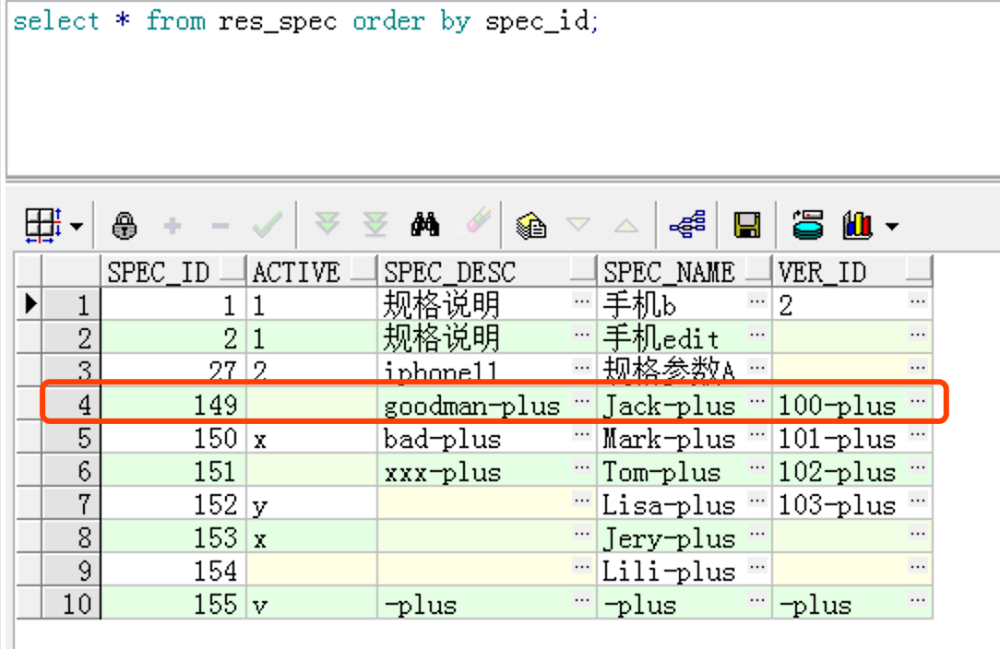 select * from res_spec order by spec_id;
SPEC_ID ACTIVE SPEC_DESC SPEC_NAME VER_ID
1 1 1 规格说明 ... 手机b ... 2 ...
2 2 1 规格说明 ... 手机edit ... ...
3 27 2 iphone11 ... 规格参数A ... ...
4 149 goodman-plus ... Jack-plus ... 100-plus ...
5 150 x bad-plus ... Mark-plus ... 101-plus ...
6 151 xxx-plus ... Tom-plus ... 102-plus ...
7 152 y ... Lisa-plus ... 103-plus ...
8 153 x ... Jery-plus ... ...
9 154 ... Lili-plus ... ...
10 155 v -plus ... -plus ... -plus ...